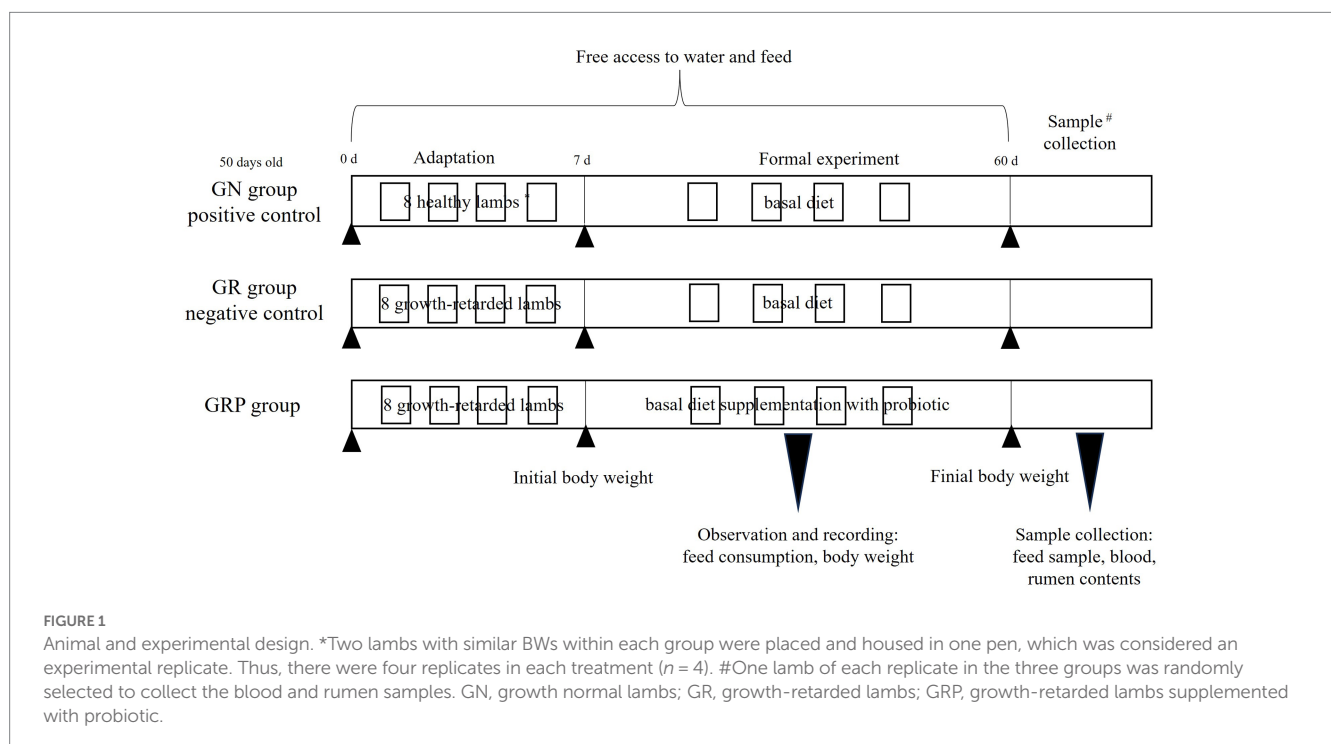 Free access to water and feed
Sample #
collection
50 days old
0 d
Adaptation
7 d
Formal experiment
60 d
GN group
positive control
8 healthy lambs *
basal diet
GR group
negative control
8 growth-retarded lambs
basal diet
GRP group
8 growth-retarded lambs
basal diet supplementation with probiotic
Initial body weight
Finial body weight
Observation and recording:
feed consumption, body weight
Sample collection:
feed sample, blood,
rumen contents
FIGURE 1
Animal and experimental design. *Two lambs with similar BWs within each group were placed and housed in one pen, which was considered an
experimental replicate. Thus, there were four replicates in each treatment (n = 4). #One lamb of each replicate in the three groups was randomly
selected to collect the blood and rumen samples. GN, growth normal lambs; GR, growth-retarded lambs; GRP, growth-retarded lambs supplemented
with probiotic.